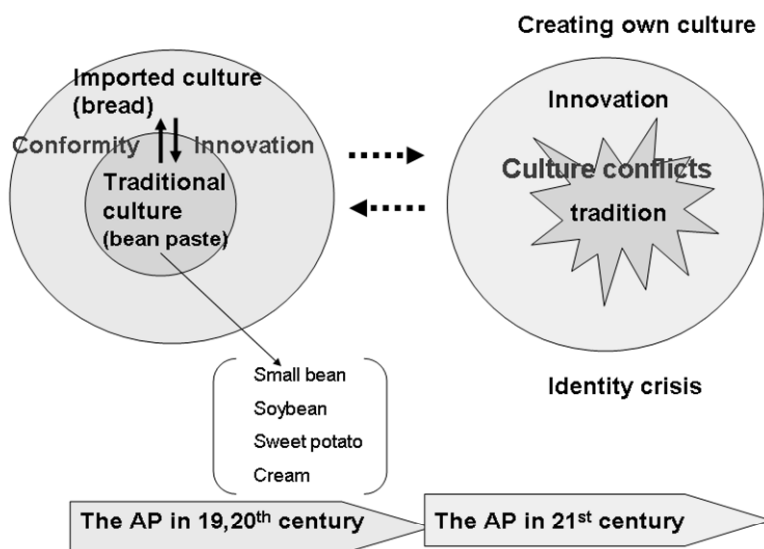 Creating own culture
Imported culture
(bread)
Conformity
Innovation
Traditional
culture
(bean paste)
Innovation
Culture conflicts
tradition
Small bean
Soybean
Sweet potato
Cream
Identity crisis
The AP in 19,20th century
The AP in 21st century